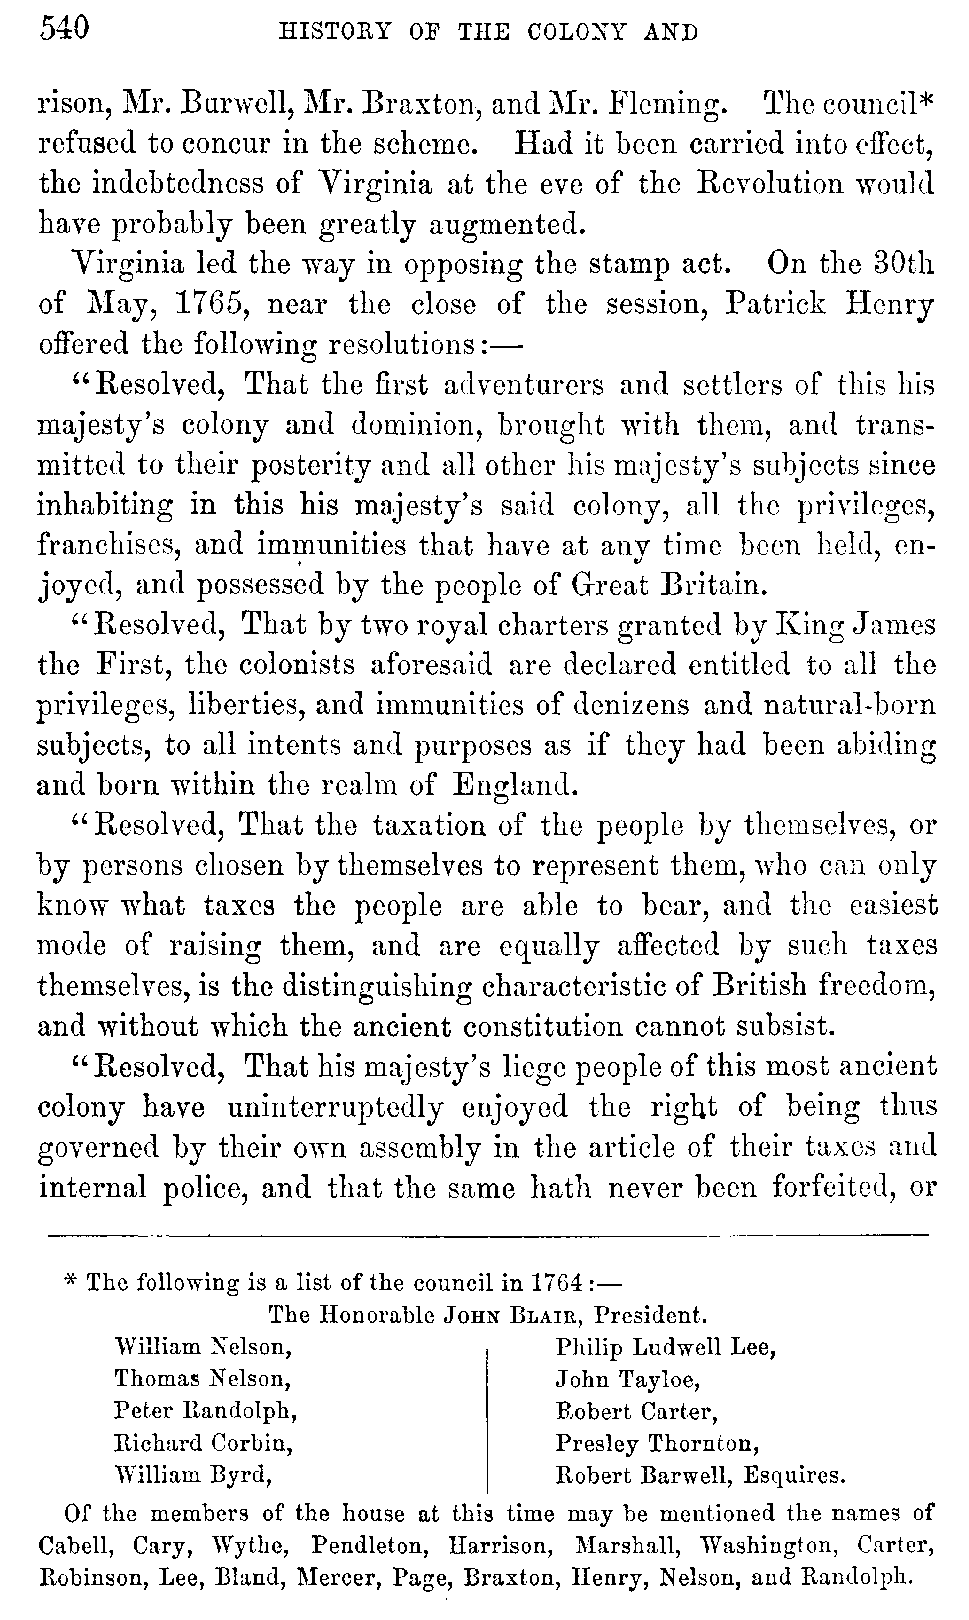 540 HISTORY OF THE COLONY AND
rison, Mr. Burwell, Mr. Braxton, and Mr. Fleming. The council*
refused to concur in the scheme. Had it been carried into effect,
the indebtedness of Virginia at the eve of the Revolution would
have probably been greatly augmented.
Virginia led the way in opposing the stamp act. On the 30th
of May, 1765, near the close of the session, Patrick Henry
offered the following resolutions:—
"Resolved, That the first adventurers and settlers of this his
majesty's colony and dominion, brought with them, and trans-
mitted to their posterity and all other his majesty's subjects since
inhabiting in this his majesty's said colony, all the privileges,
franchises, and immunities that have at any time been held, en-
joyed, and possessed by the people of Great Britain.
"Resolved, That by two royal charters granted by King James
the First, the colonists aforesaid are declared entitled to all the
privileges, liberties, and immunities of denizens and natural-born
subjects, to all intents and purposes as if they had been abiding
and born within the realm of England.
"Resolved, That the taxation of the people by themselves, or
by persons chosen by themselves to represent them, who can only
know what taxes the people are able to bear, and the easiest
mode of raising them, and are equally affected by such taxes
themselves, is the distinguishing characteristic of British freedom,
and without which the ancient constitution cannot subsist.
"Resolved, That his majesty's liege people of this most ancient
colony have uninterruptedly enjoyed the right of being thus
governed by their own assembly in the article of their taxes and
internal police, and that the same hath never been forfeited, or
* The following is a list of the council in 1764:—
The Honorable JOHN BLAIR, President.
William Nelson,
Thomas Nelson,
Peter Randolph,
Richard Corbin,
William Byrd,
Philip Ludwell Lee,
John Tayloe,
Robert Carter,
Presley Thornton,
Robert Barwell, Esquires.
Of the members of the house at this time may be mentioned the names of
Cabell, Cary, Wythe, Pendleton, Harrison, Marshall, Washington, Carter,
Robinson, Lee, Bland, Mercer, Page, Braxton, Henry, Nelson, and Randolph.